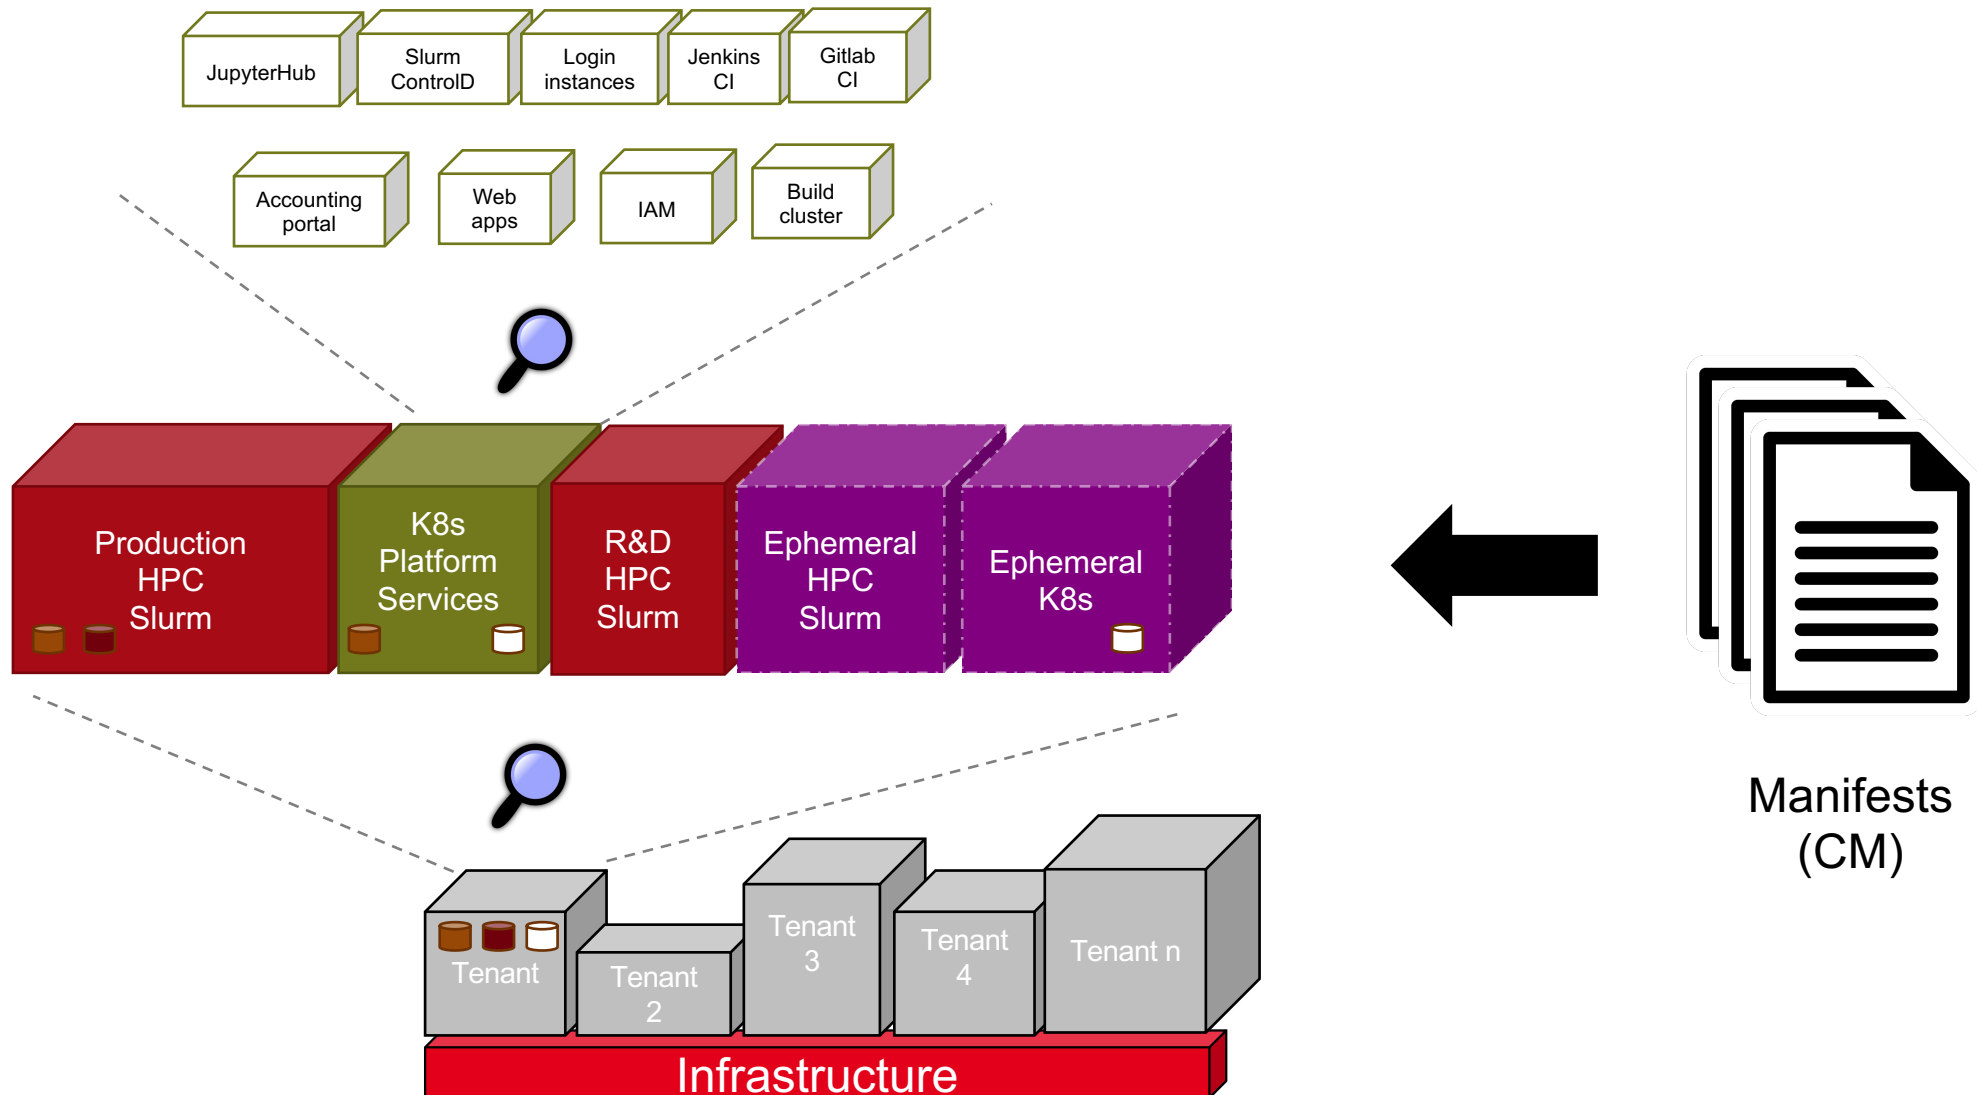 JupyterHub
Slurm
ControlD
Login
instances
Jenkins
CI
Gitlab
CI
Accounting
portal
Web
apps
IAM
Build
cluster
Production
HPC
Slurm
K8s
Platform
Services
R&D
HPC
Slurm
Ephemeral
HPC
Slurm
Ephemeral
K8s
Manifests
(CM)
Tenant
Tenant
2
Tenant
3
Tenant
4
Tenant n
Infrastructure